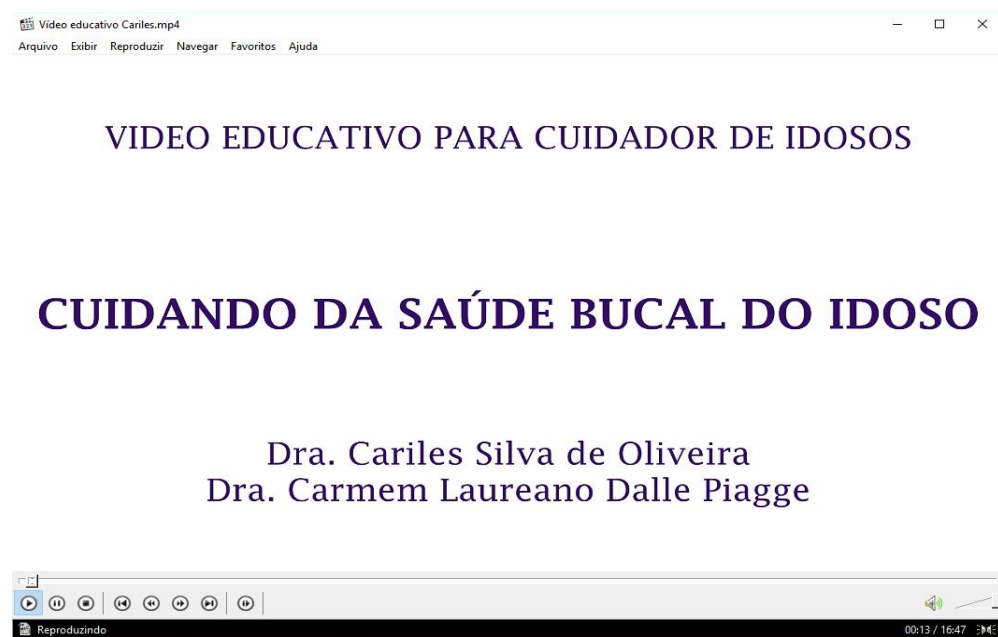 Vídeo educativo Cariles.mp4
Arquivo Exibir Reproduzir Navegar Favoritos Ajuda
VIDEO EDUCATIVO PARA CUIDADOR DE IDOSOS
CUIDANDO DA SAÚDE BUCAL DO IDOSO
Dra. Cariles Silva de Oliveira
Dra. Carmem Laureano Dalle Piagge
Reproduzindo 00:13 / 16:47